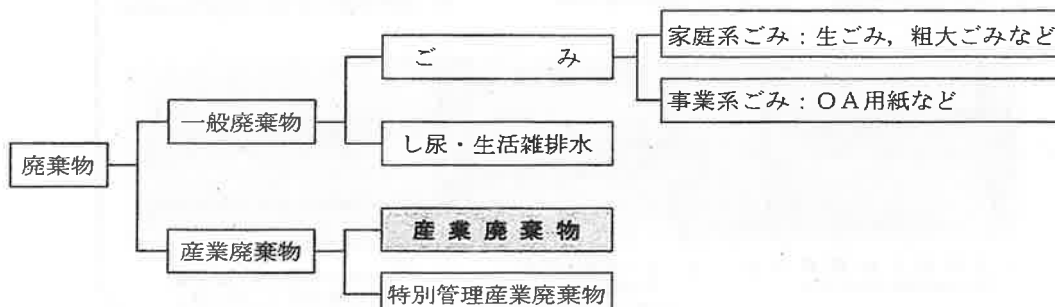 家庭系ごみ：生ごみ，粗大ごみなど
ごみ
事業系ごみ：ＯＡ用紙など
一般廃棄物
し尿・生活雑排水
廃棄物
産業廃棄物
産業廃棄物
特別管理産業廃棄物